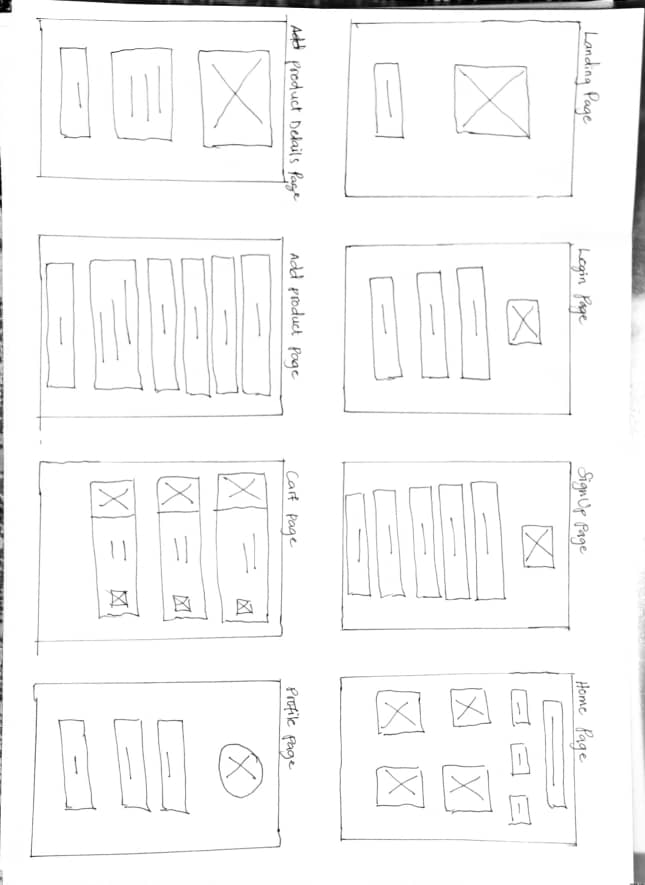 Landing Page
Login Page
SignUp Page
Home Page
Add Product Details Page
Add product Page
Cart page
Profile page